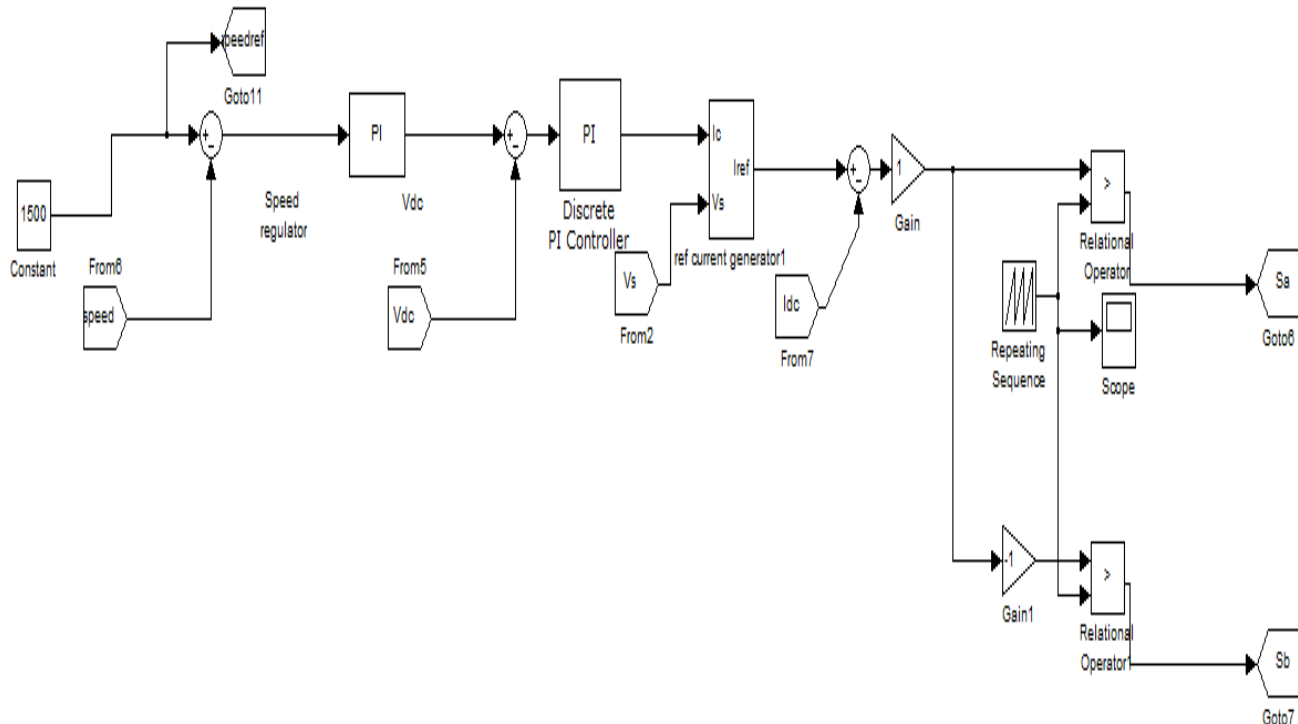 peedref
Goto11
+
-
PI
+
-
PI
Ic
Iref
Vs
+
-
1
>
1500
Constant
Speed
regulator
Vdc
Discrete
PI Controller
Gain
Relational
Operator
From6
speed
From5
Vdc
Vs
From2
ref current generator1
Idc
From7
Repeating
Sequence
Scope
Sa
Goto6
-1
Gain1
>
Relational
Operator1
Sb
Goto7